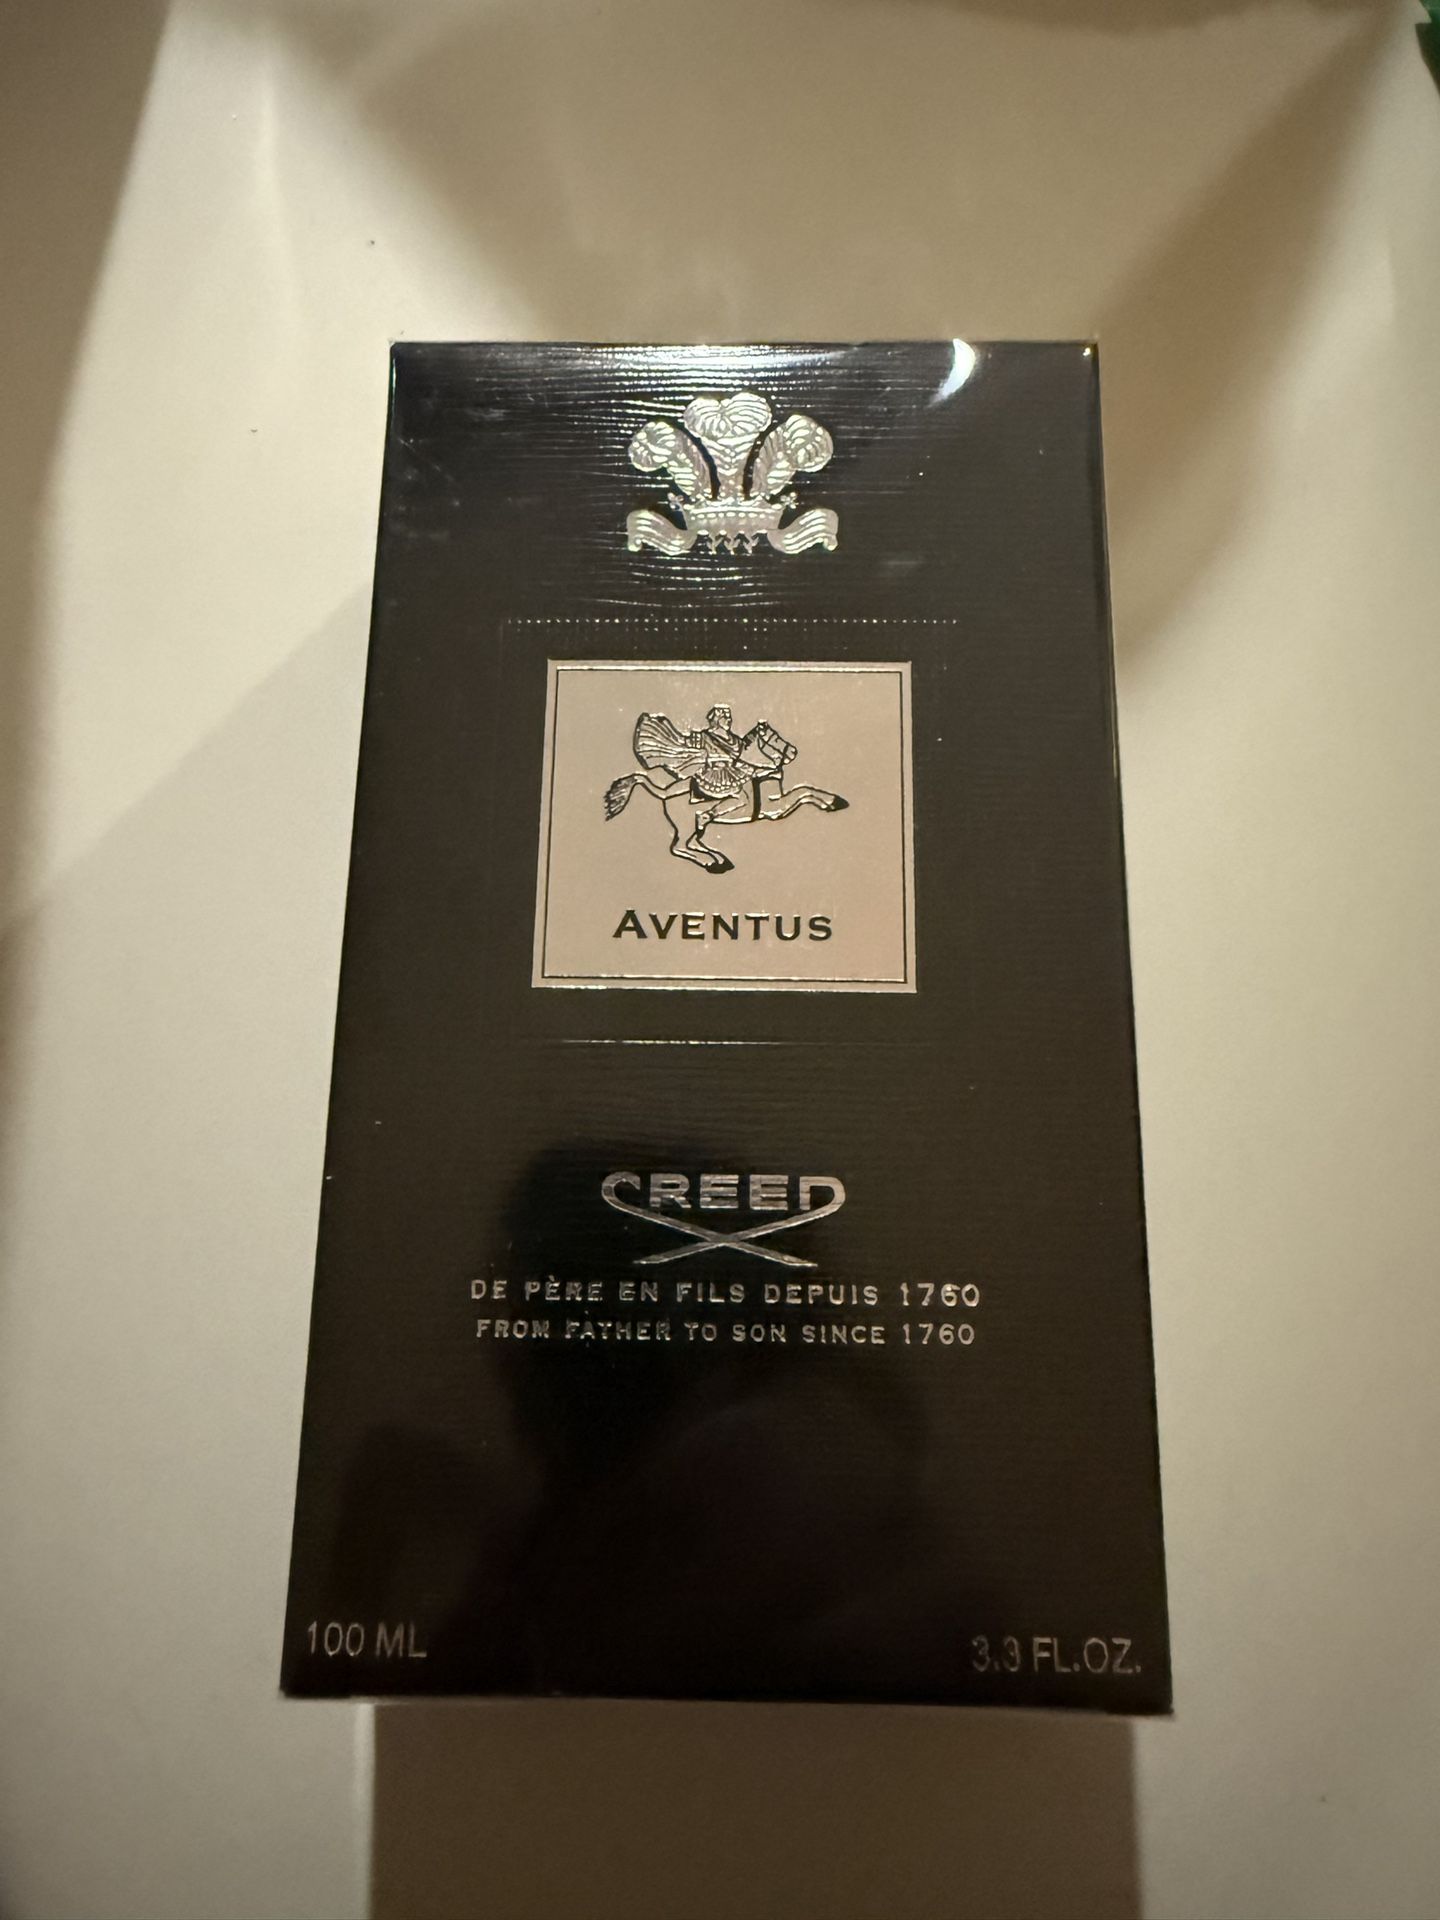 AVENTUS
CREED
DE PÈRE EN FILS DEPUIS 1760
FROM FATHER TO SON SINCE 1760
100 ML
3.3 FL.OZ.